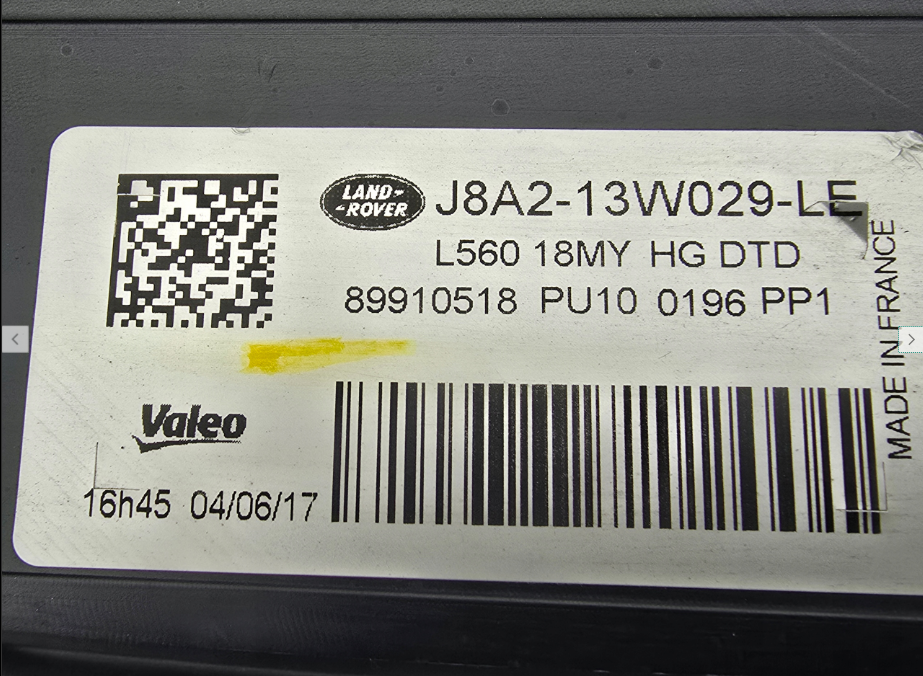 LAND-
-ROVER
J8A2-13W029-LE
L560 18MY HG DTD
89910518 PU10 0196 PP1
MADE IN FRANCE
Valeo
16h45 04/06/17